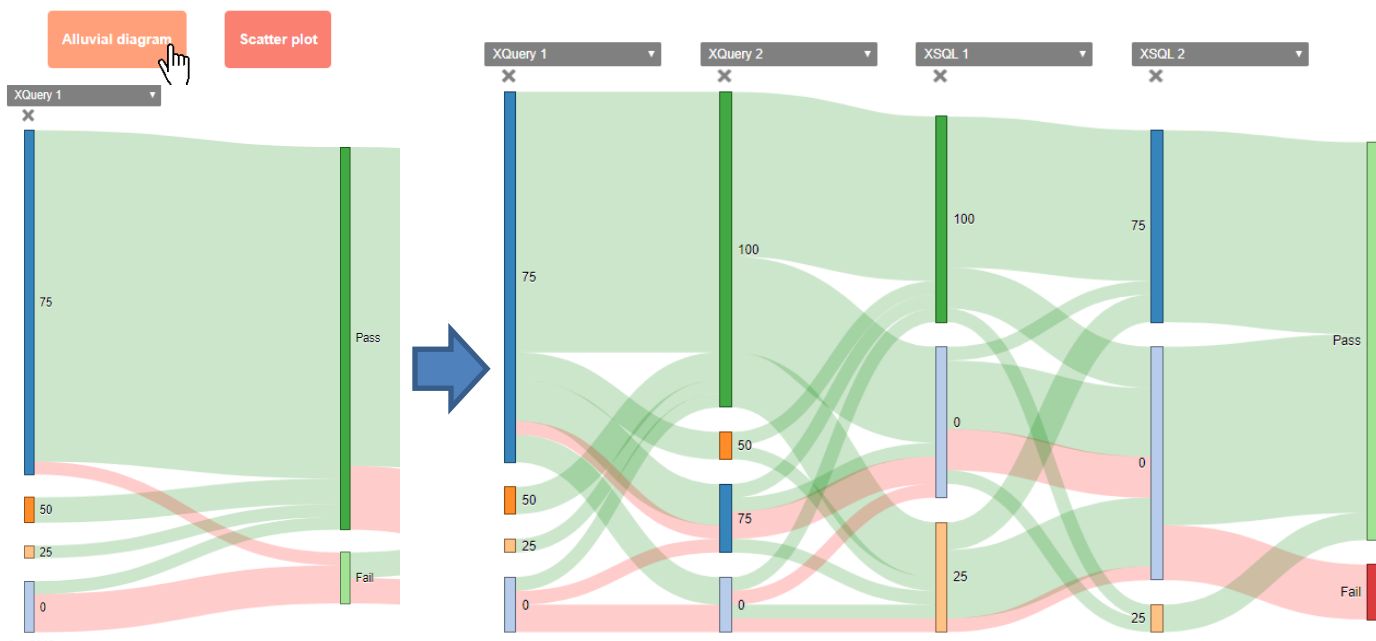 Alluvial diagram
Scatter plot
XQuery 1
75
50
25
0
Pass
Fail
XQuery 1
XQuery 2
XSQL 1
XSQL 2
75
50
25
0
100
50
75
0
100
0
25
75
0
25
Pass
Fail